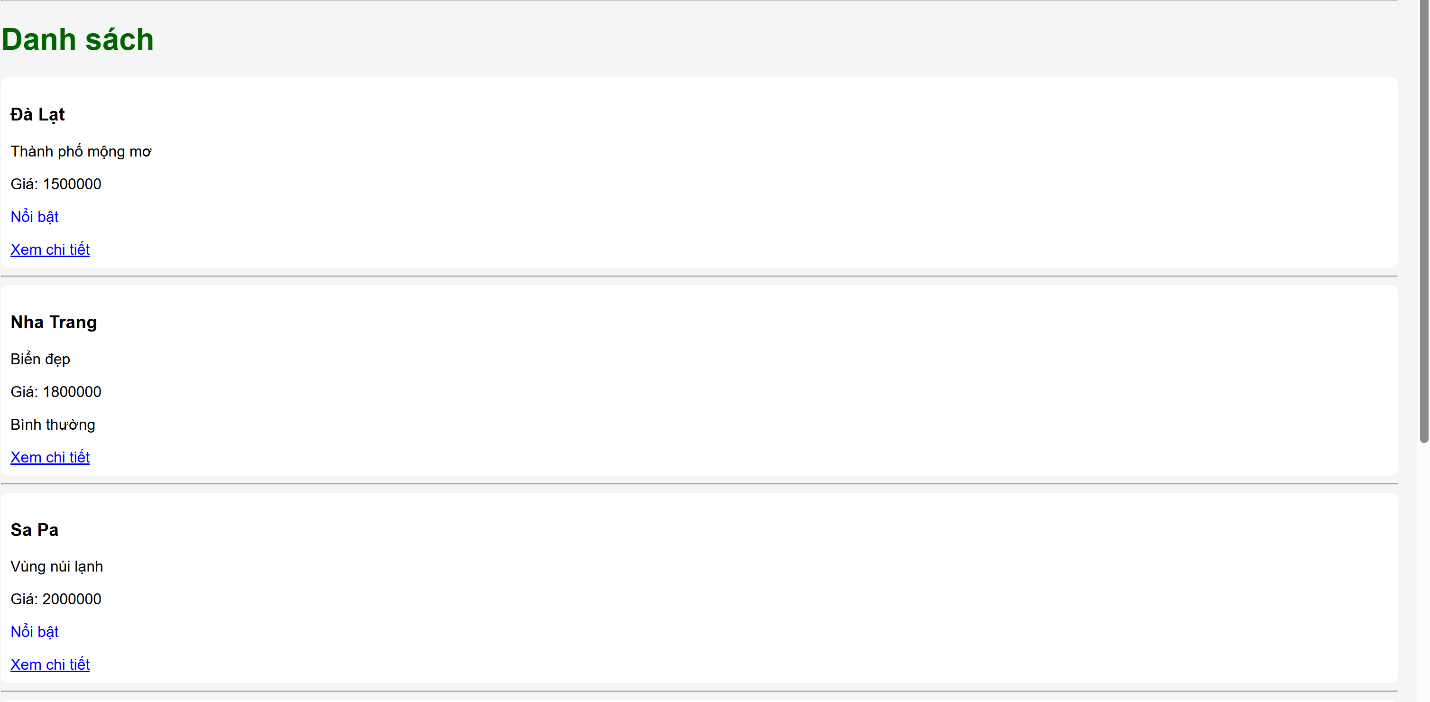 Danh sách
Đà Lạt
Thành phố mộng mơ
Giá: 1500000
Nổi bật
Xem chi tiết
Nha Trang
Biển đẹp
Giá: 1800000
Bình thường
Xem chi tiết
Sa Pa
Vùng núi lạnh
Giá: 2000000
Nổi bật
Xem chi tiết